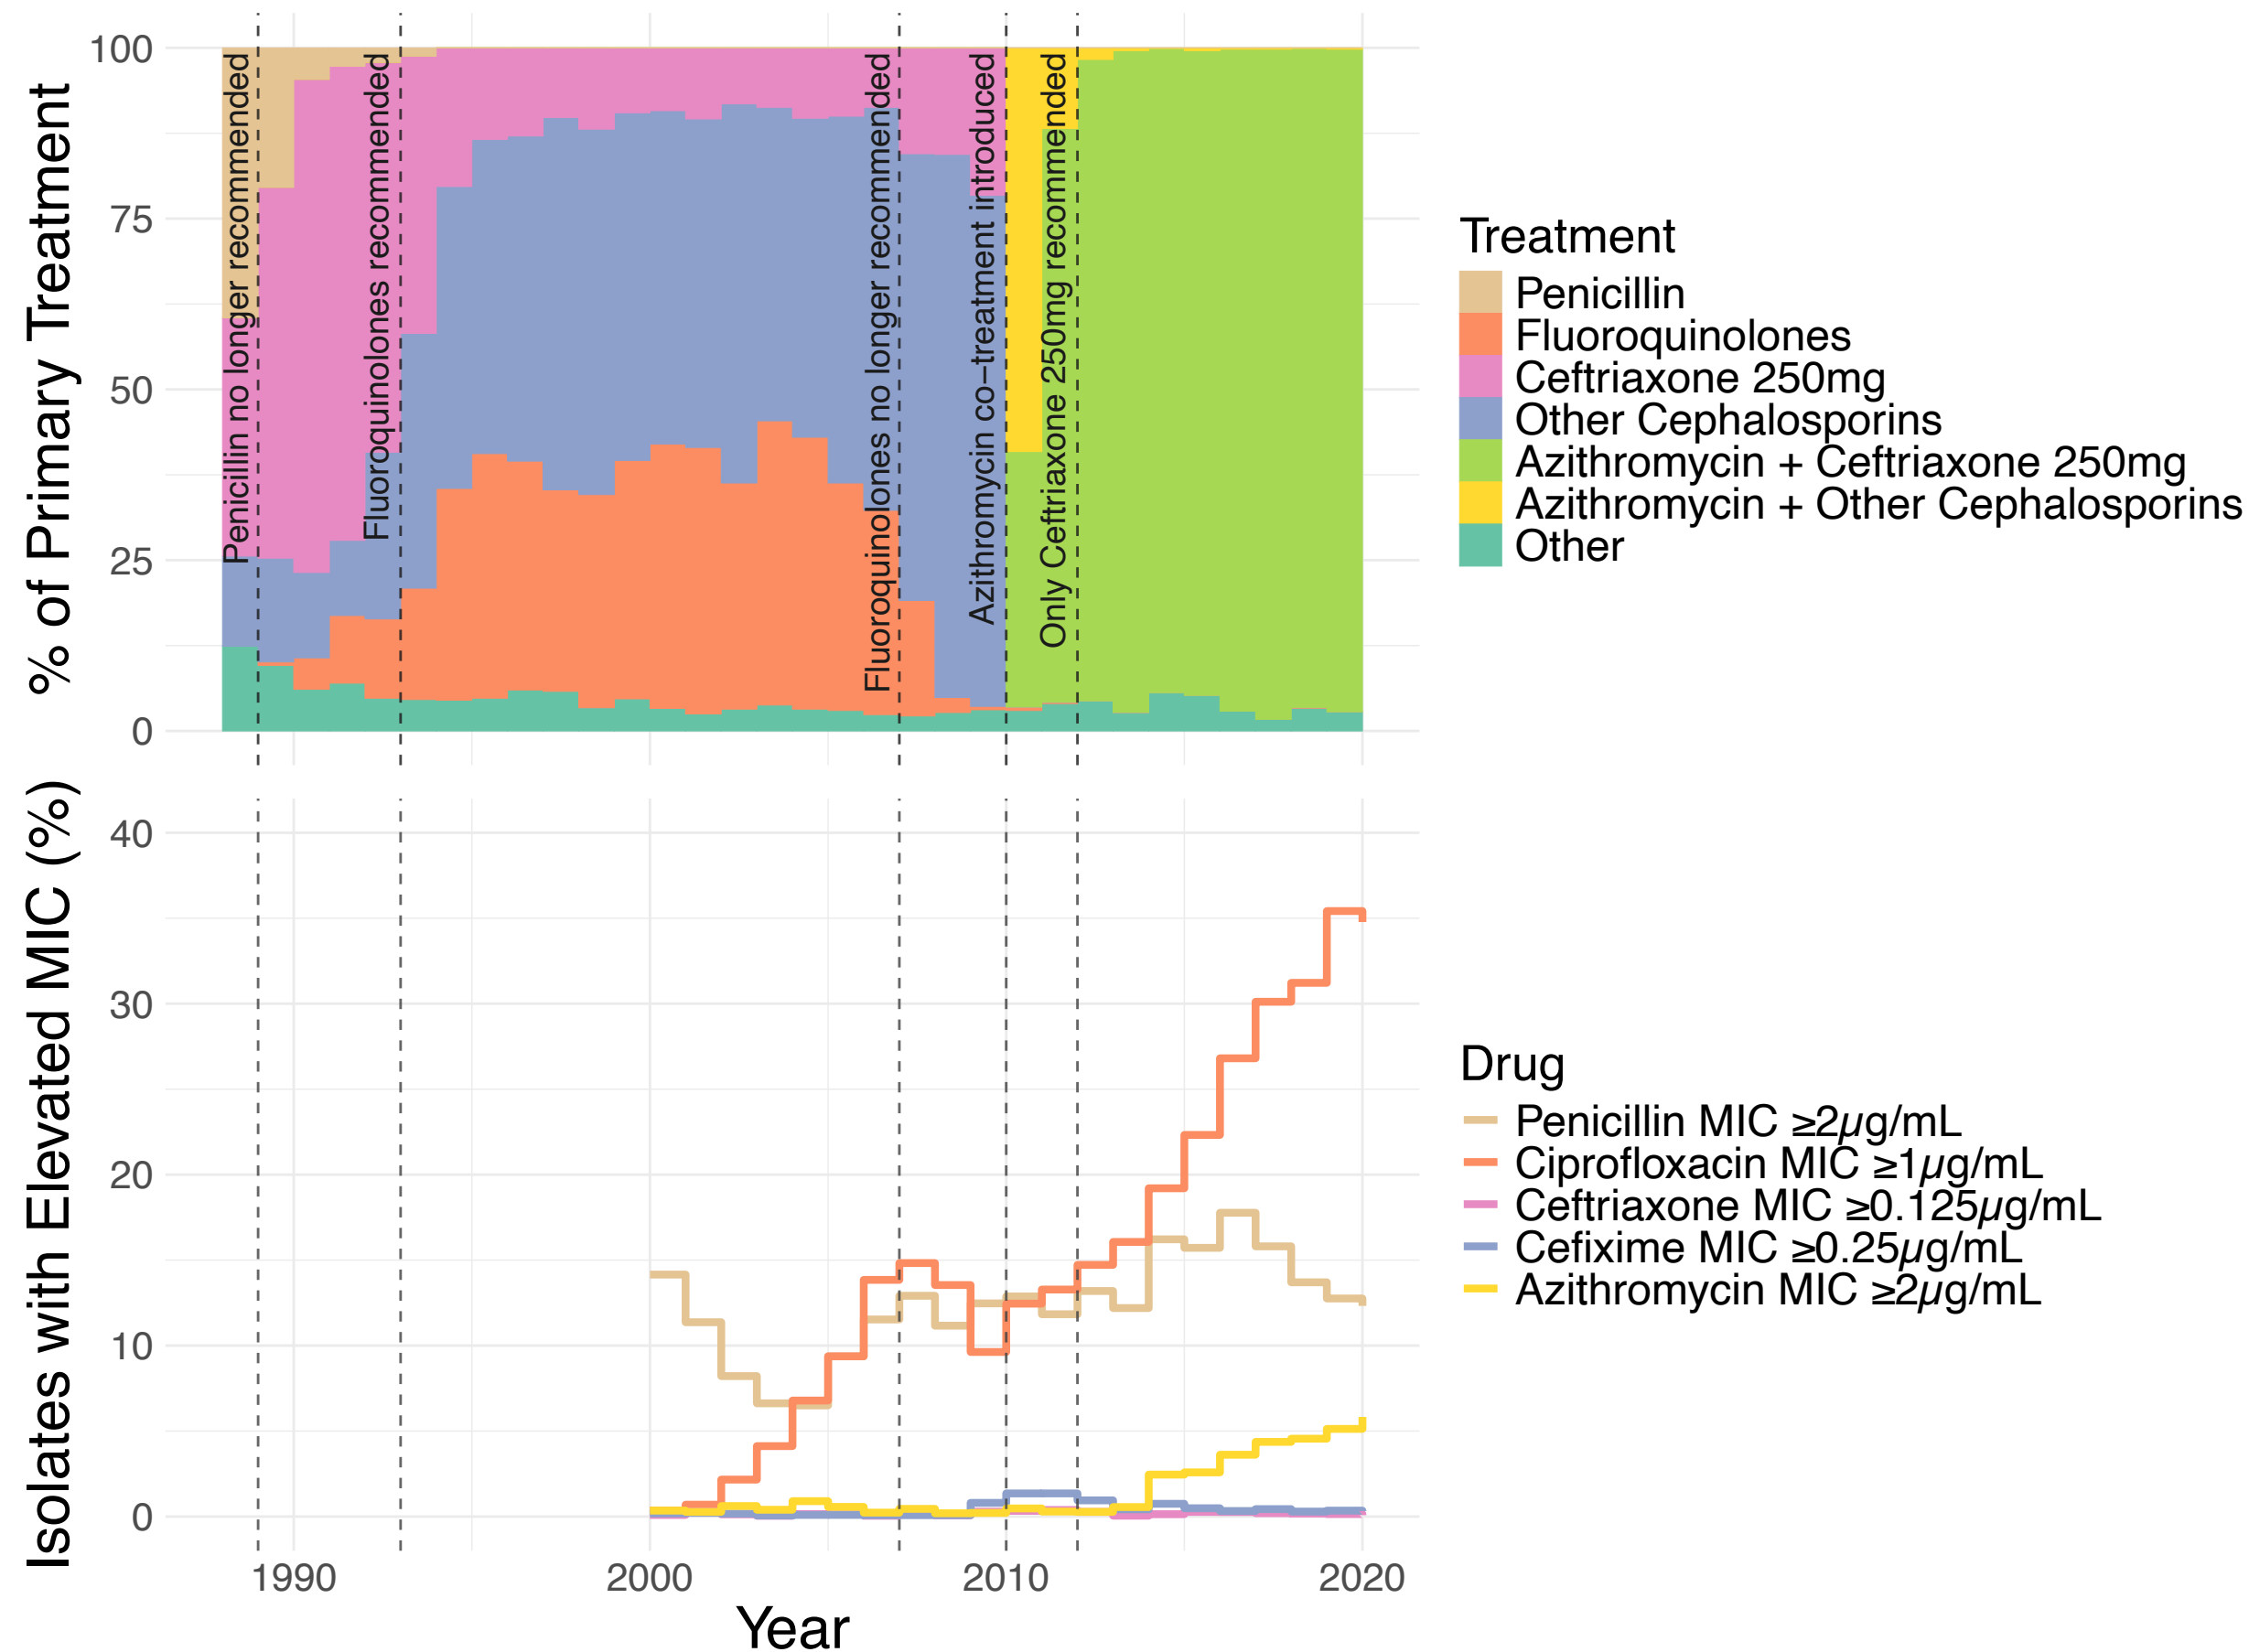 % of Primary Treatment
100
75
50
25
0
Penicillin no longer recommended
Fluoroquinolones recommended
Fluoroquinolones no longer recommended
Azithromycin co−treatment introduced
Only Ceftriaxone 250mg recommended
Treatment
Penicillin
Fluoroquinolones
Ceftriaxone 250mg
Other Cephalosporins
Azithromycin + Ceftriaxone 250mg
Azithromycin + Other Cephalosporins
Other
Isolates with Elevated MIC (%)
40
30
20
10
0
1990
2000
2010
2020
Year
Drug
Penicillin MIC ≥2µg/mL
Ciprofloxacin MIC ≥1µg/mL
Ceftriaxone MIC ≥0.125µg/mL
Cefixime MIC ≥0.25µg/mL
Azithromycin MIC ≥2µg/mL